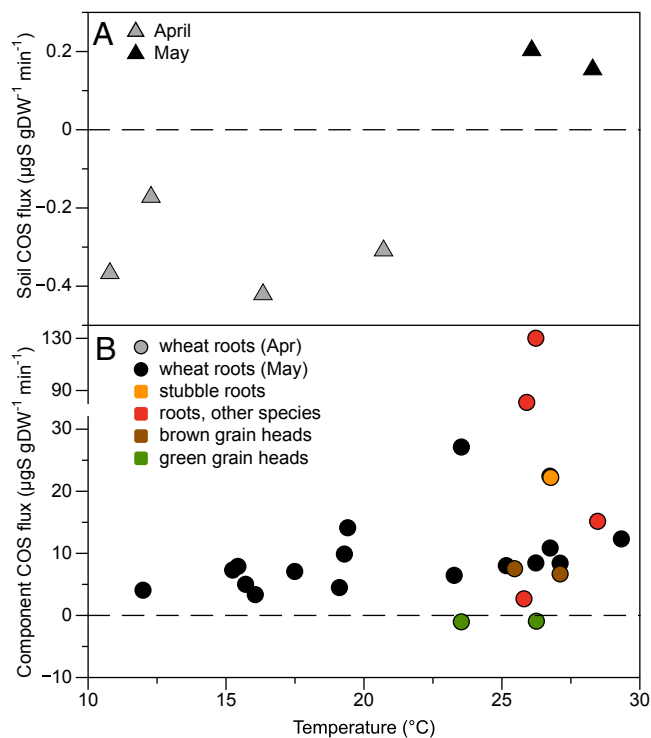 A
April
May
0.2
0
−0.2
−0.4
Soil COS flux (µgS gDW⁻¹ min⁻¹)
B
wheat roots (Apr)
wheat roots (May)
stubble roots
roots, other species
brown grain heads
green grain heads
130
90
30
20
10
0
−10
Component COS flux (µgS gDW⁻¹ min⁻¹)
10 15 20 25 30
Temperature (°C)